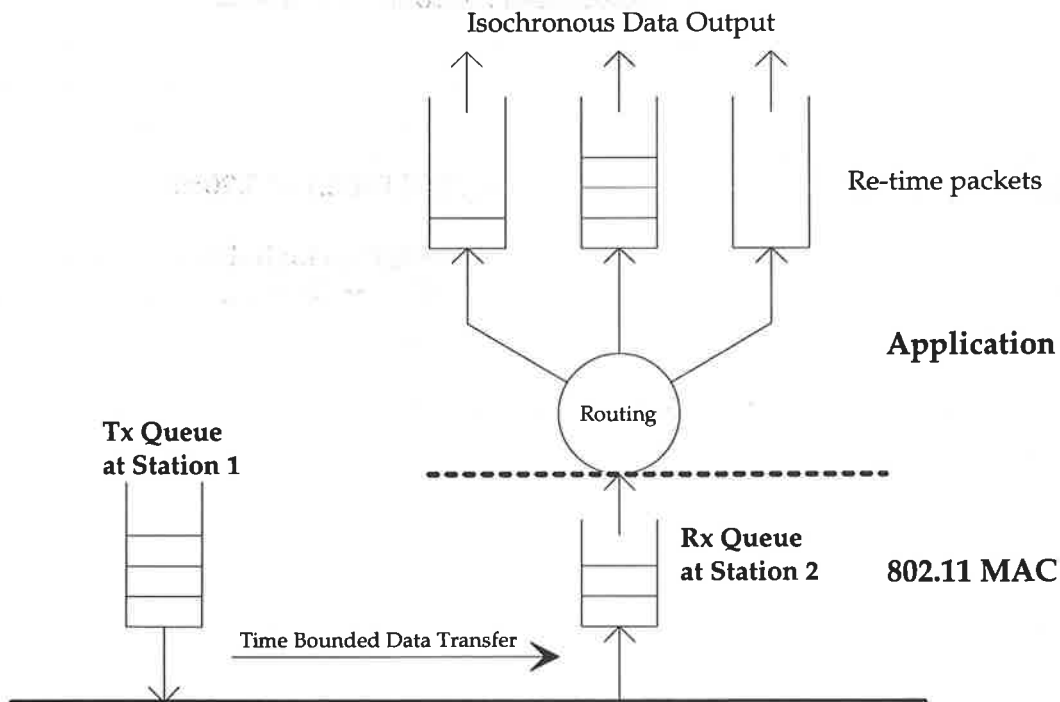 Isochronous Data Output
Re-time packets
Application
Routing
Tx Queue
at Station 1
Rx Queue
at Station 2
802.11 MAC
Time Bounded Data Transfer